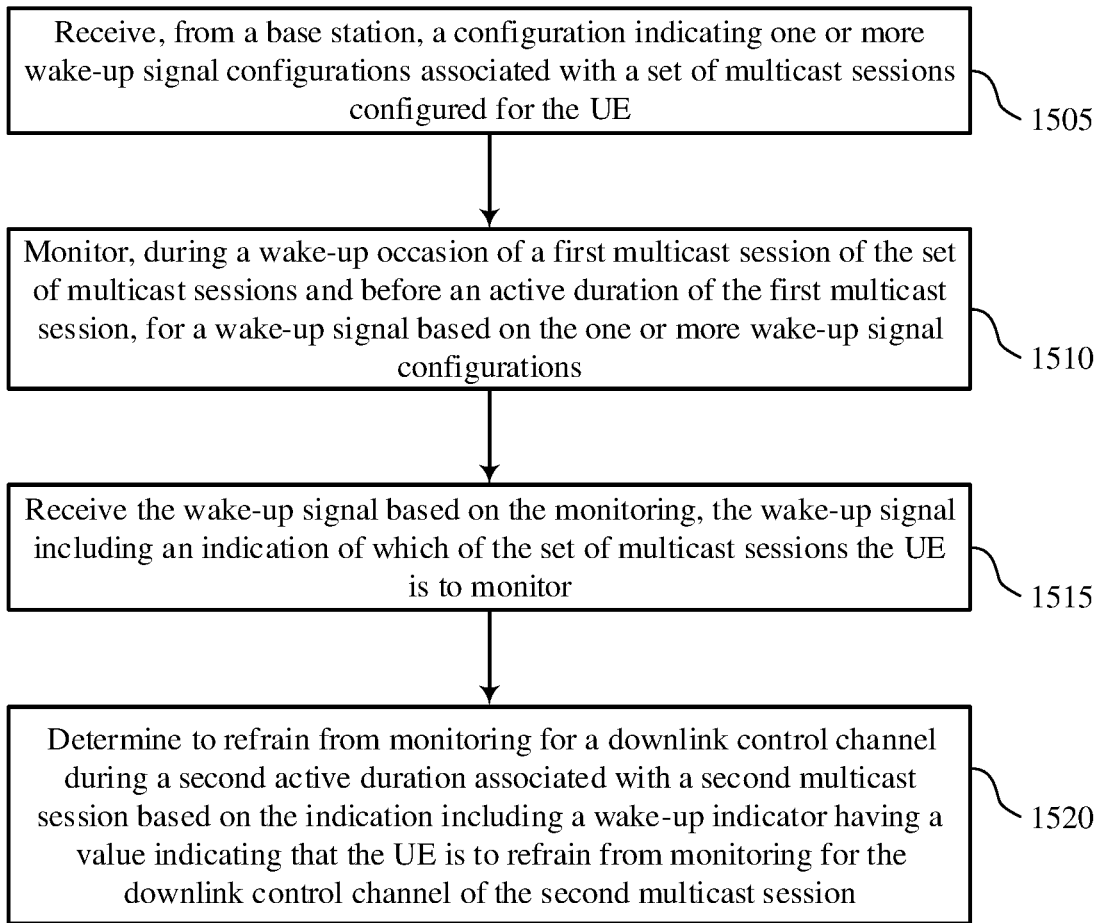 Receive, from a base station, a configuration indicating one or more
wake-up signal configurations associated with a set of multicast sessions
configured for the UE
1505
Monitor, during a wake-up occasion of a first multicast session of the set
of multicast sessions and before an active duration of the first multicast
session, for a wake-up signal based on the one or more wake-up signal
configurations
1510
Receive the wake-up signal based on the monitoring, the wake-up signal
including an indication of which of the set of multicast sessions the UE
is to monitor
1515
Determine to refrain from monitoring for a downlink control channel
during a second active duration associated with a second multicast
session based on the indication including a wake-up indicator having a
value indicating that the UE is to refrain from monitoring for the
downlink control channel of the second multicast session
1520